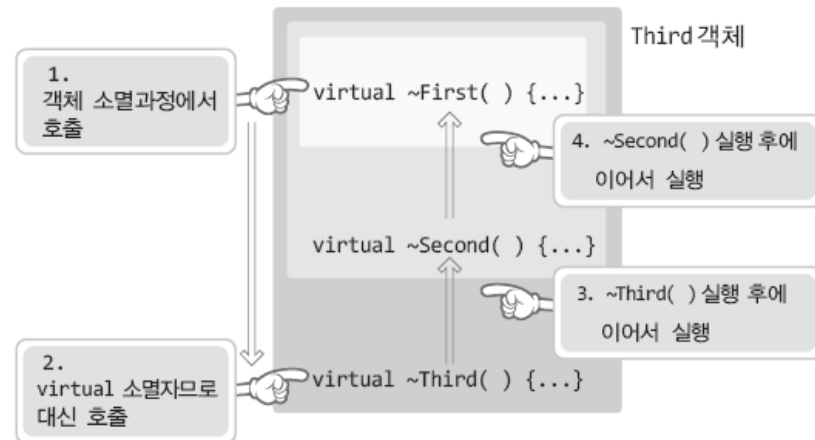 Third 객체
1.
객체 소멸과정에서
호출
virtual ~First( ) {...}
4. ~Second( ) 실행 후에
이어서 실행
virtual ~Second( ) {...}
3. ~Third( ) 실행 후에
이어서 실행
2.
virtual 소멸자므로
대신 호출
virtual ~Third( ) {...}